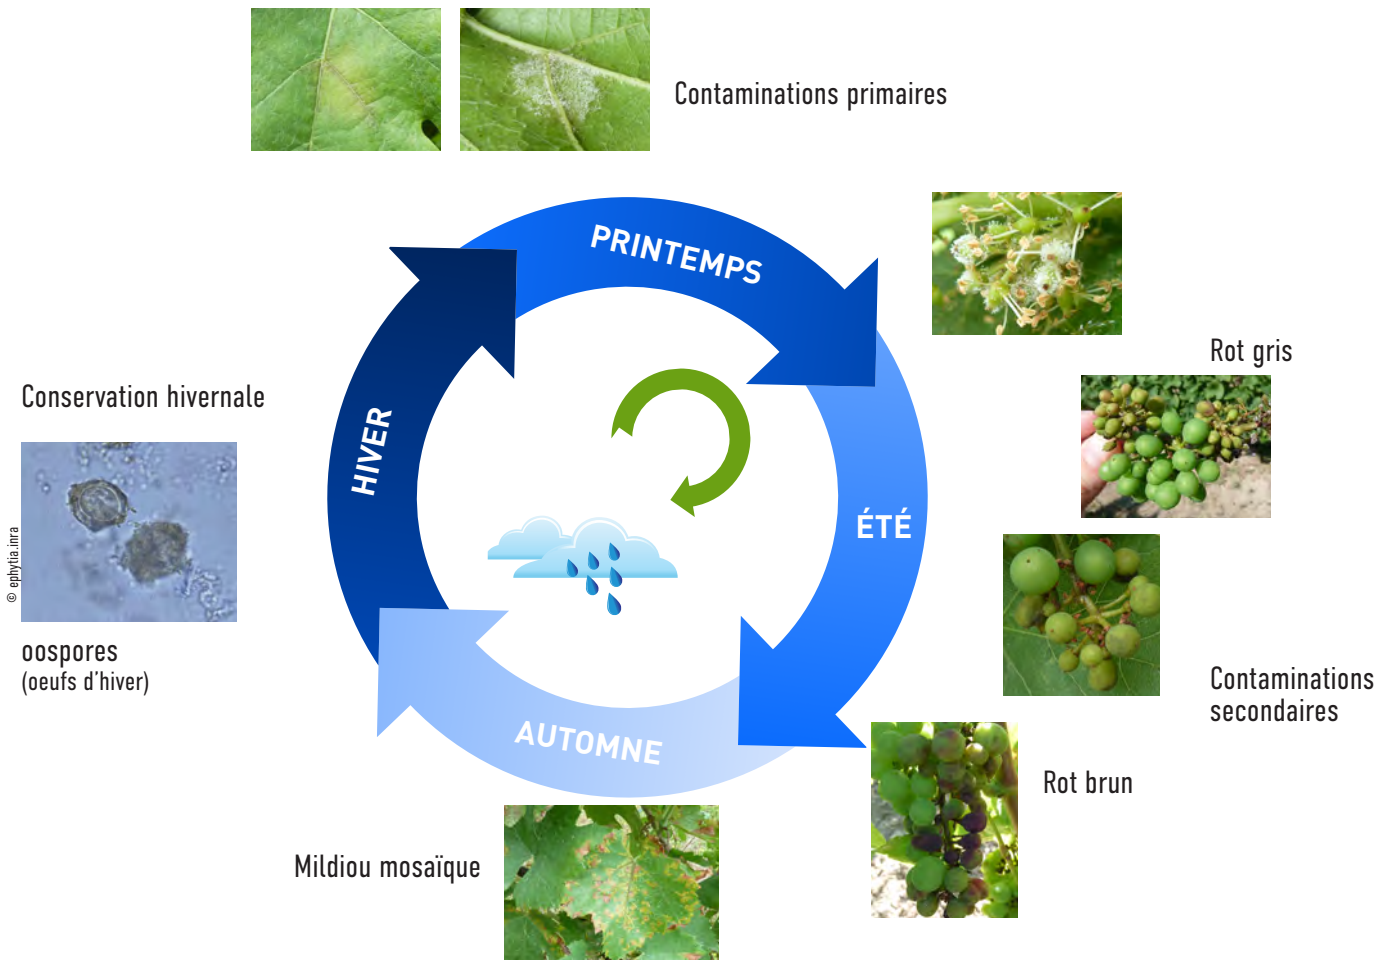 Contaminations primaires
PRINTEMPS
Rot gris
Conservation hivernale
HIVER
ÉTÉ
© ephytia.inra
oospores
(oeufs d'hiver)
Contaminations
secondaires
AUTOMNE
Rot brun
Mildiou mosaïque